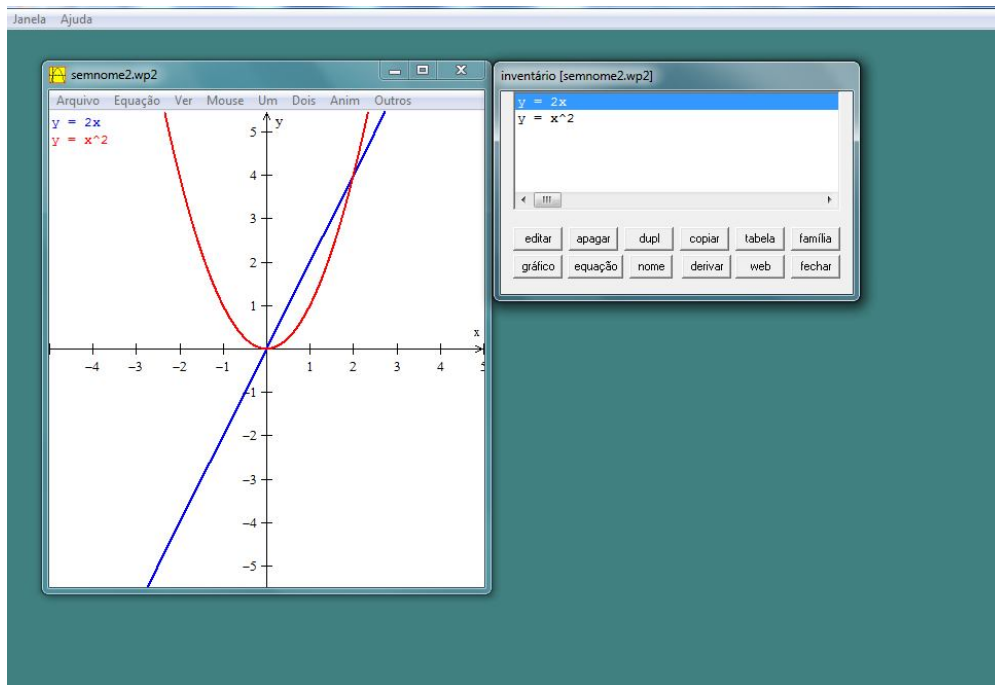 Janela Ajuda
semnome2.wp2
Arquivo Equação Ver Mouse Um Dois Anim Outros
y = 2x
y = x^2
y
5
4
3
2
1
x
−4 −3 −2 −1 1 2 3 4 5
−1
−2
−3
−4
−5
inventário [semnome2.wp2]
y = 2x
y = x^2
editar apagar dupl copiar tabela família
gráfico equação nome derivar web fechar